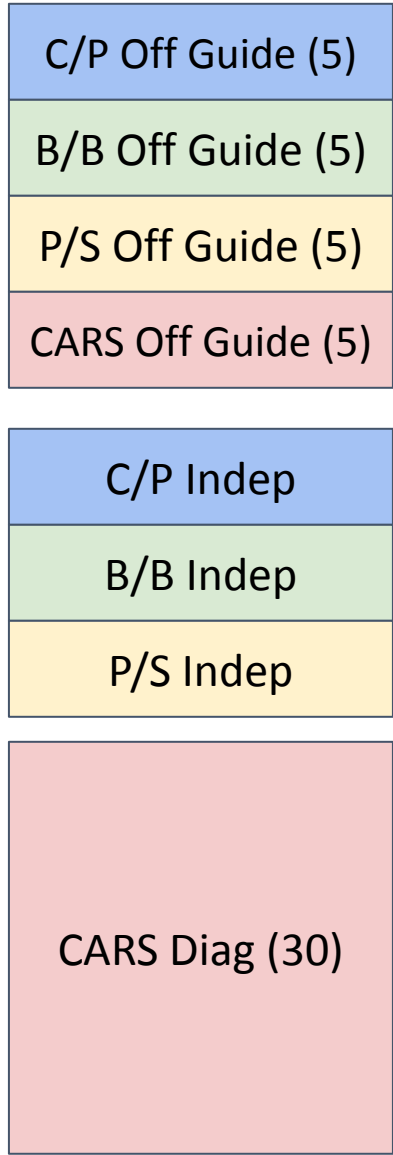 C/P Off Guide (5)
B/B Off Guide (5)
P/S Off Guide (5)
CARS Off Guide (5)
C/P Indep
B/B Indep
P/S Indep
CARS Diag (30)